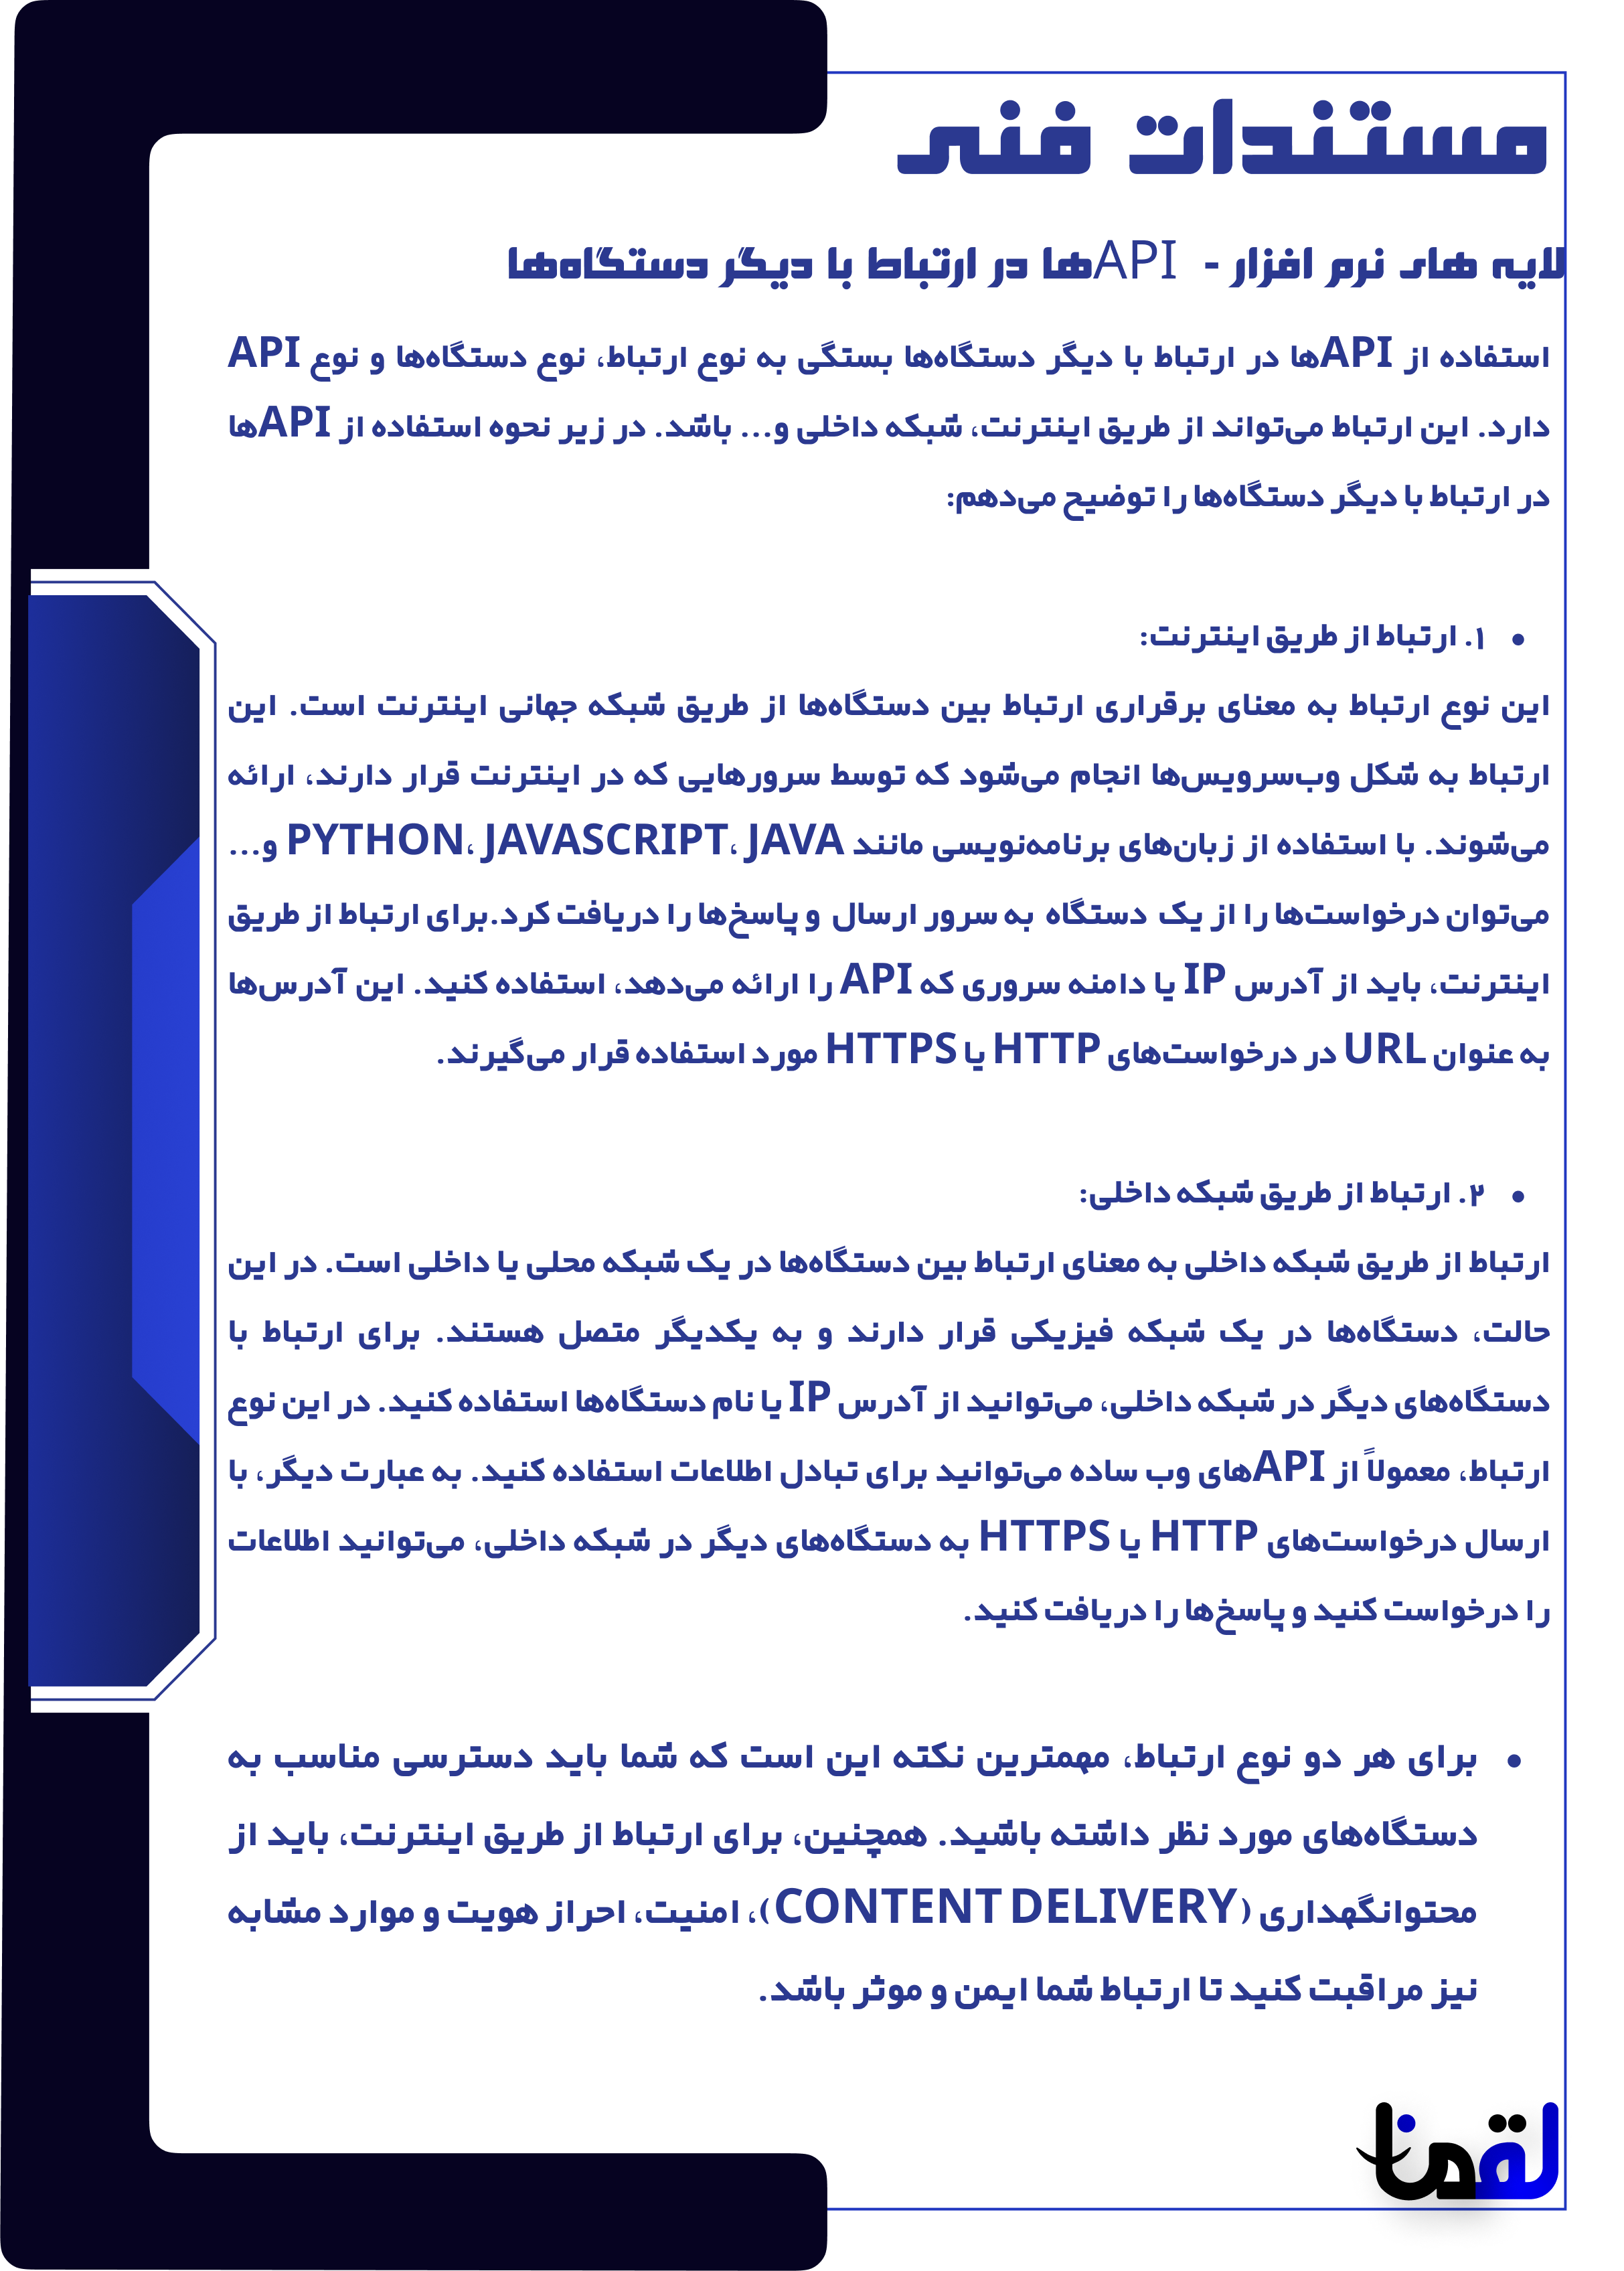 مستندات فنی
لایه های نرم افزار - APIها در ارتباط با دیگر دستگاه‌ها
استفاده از APIها در ارتباط با دیگر دستگاه‌ها بستگی به نوع ارتباط، نوع دستگاه‌ها و نوع API
دارد. این ارتباط می‌تواند از طریق اینترنت، شبکه داخلی و... باشد. در زیر نحوه استفاده از APIها
در ارتباط با دیگر دستگاه‌ها را توضیح می‌دهم:
• ۱. ارتباط از طریق اینترنت:
این نوع ارتباط به معنای برقراری ارتباط بین دستگاه‌ها از طریق شبکه جهانی اینترنت است. این
ارتباط به شکل وب‌سرویس‌ها انجام می‌شود که توسط سرورهایی که در اینترنت قرار دارند، ارائه
می‌شوند. با استفاده از زبان‌های برنامه‌نویسی مانند PYTHON، JAVASCRIPT، JAVA و...
می‌توان درخواست‌ها را از یک دستگاه به سرور ارسال و پاسخ‌ها را دریافت کرد.برای ارتباط از طریق
اینترنت، باید از آدرس IP یا دامنه سروری که API را ارائه می‌دهد، استفاده کنید. این آدرس‌ها
به عنوان URL در درخواست‌های HTTP یا HTTPS مورد استفاده قرار می‌گیرند.
• ۲. ارتباط از طریق شبکه داخلی:
ارتباط از طریق شبکه داخلی به معنای ارتباط بین دستگاه‌ها در یک شبکه محلی یا داخلی است. در این
حالت، دستگاه‌ها در یک شبکه فیزیکی قرار دارند و به یکدیگر متصل هستند. برای ارتباط با
دستگاه‌های دیگر در شبکه داخلی، می‌توانید از آدرس IP یا نام دستگاه‌ها استفاده کنید. در این نوع
ارتباط، معمولاً از APIهای وب ساده می‌توانید برای تبادل اطلاعات استفاده کنید. به عبارت دیگر، با
ارسال درخواست‌های HTTP یا HTTPS به دستگاه‌های دیگر در شبکه داخلی، می‌توانید اطلاعات
را درخواست کنید و پاسخ‌ها را دریافت کنید.
• برای هر دو نوع ارتباط، مهمترین نکته این است که شما باید دسترسی مناسب به
دستگاه‌های مورد نظر داشته باشید. همچنین، برای ارتباط از طریق اینترنت، باید از
محتوانگهداری (CONTENT DELIVERY)، امنیت، احراز هویت و موارد مشابه
نیز مراقبت کنید تا ارتباط شما ایمن و موثر باشد.
لقمان